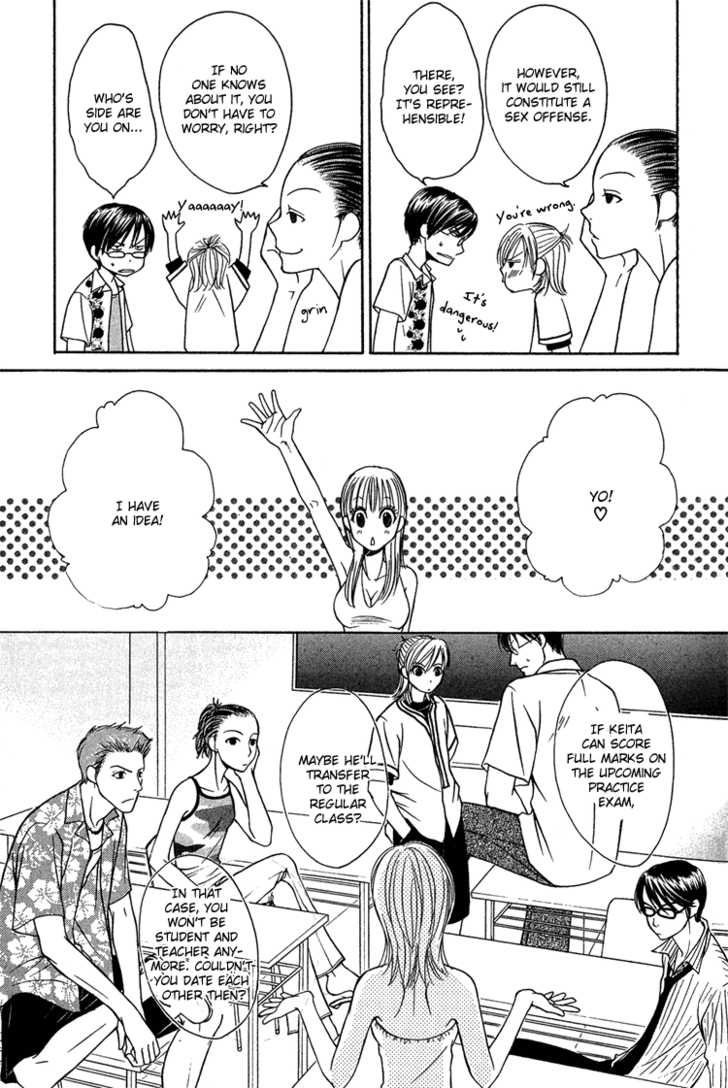 HOWEVER,
IT WOULD STILL
CONSTITUTE A
SEX OFFENSE.
THERE,
YOU SEE?
IT'S REPRE-
HENSIBLE!
You're wrong.
It's
dangerous!
IF NO
ONE KNOWS
ABOUT IT, YOU
DON'T HAVE TO
WORRY, RIGHT?
WHO'S
SIDE ARE
YOU ON...
Yaaaaaay!
grin
YO!
♡
I HAVE
AN IDEA!
IF KEITA
CAN SCORE
FULL MARKS ON
THE UPCOMING
PRACTICE
EXAM,
MAYBE HE'LL
TRANSFER
TO THE
REGULAR
CLASS?
IN THAT
CASE, YOU
WON'T BE
STUDENT AND
TEACHER ANY-
MORE. COULDN'T
YOU DATE EACH
OTHER THEN?